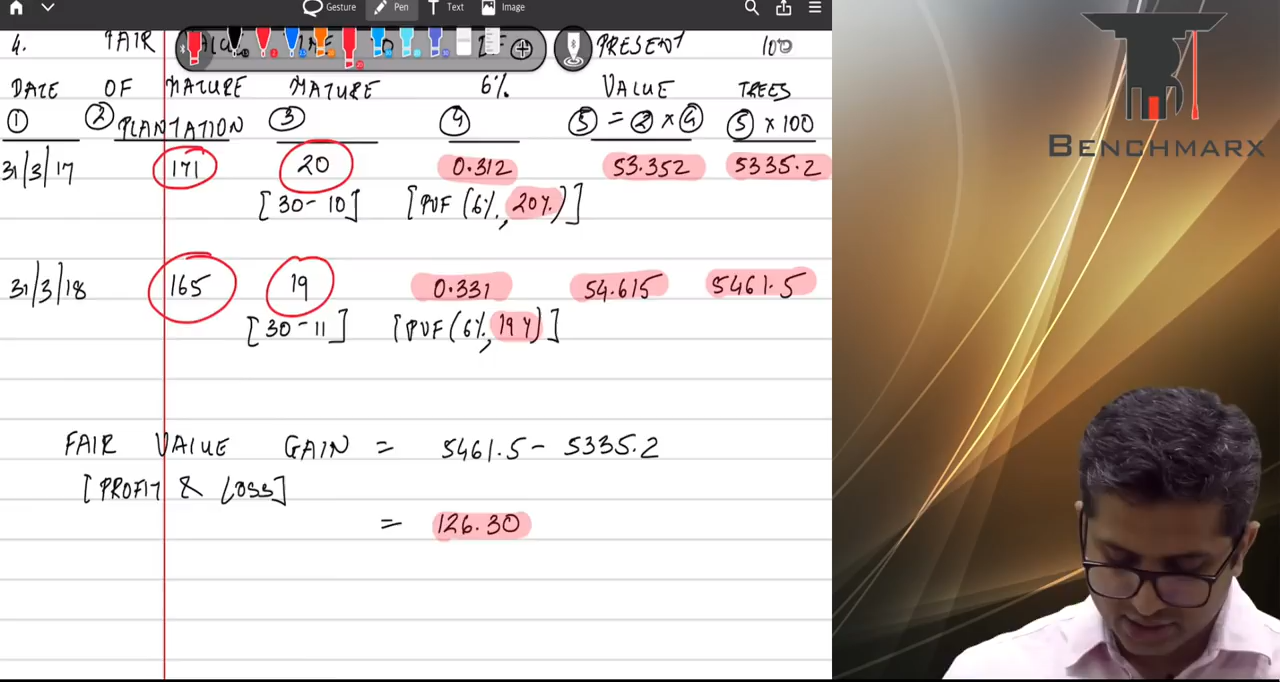 Gesture Pen Text Image
4. FAIR PRESENT 100
DATE OF MATURE MATURE 6% VALUE TREES
① ② PLANTATION ③ ④ ⑤ = ② × ④ ⑤ × 100
31/3/17 171 20 0.312 53.352 5335.2
[30-10] [PVF (6%, 20%)]
31/3/18 165 19 0.331 54.615 5461.5
[30-11] [PVF (6%, 19 Y)]
FAIR VALUE GAIN = 5461.5 - 5335.2
[PROFIT & LOSS]
= 126.30
BENCHMARX